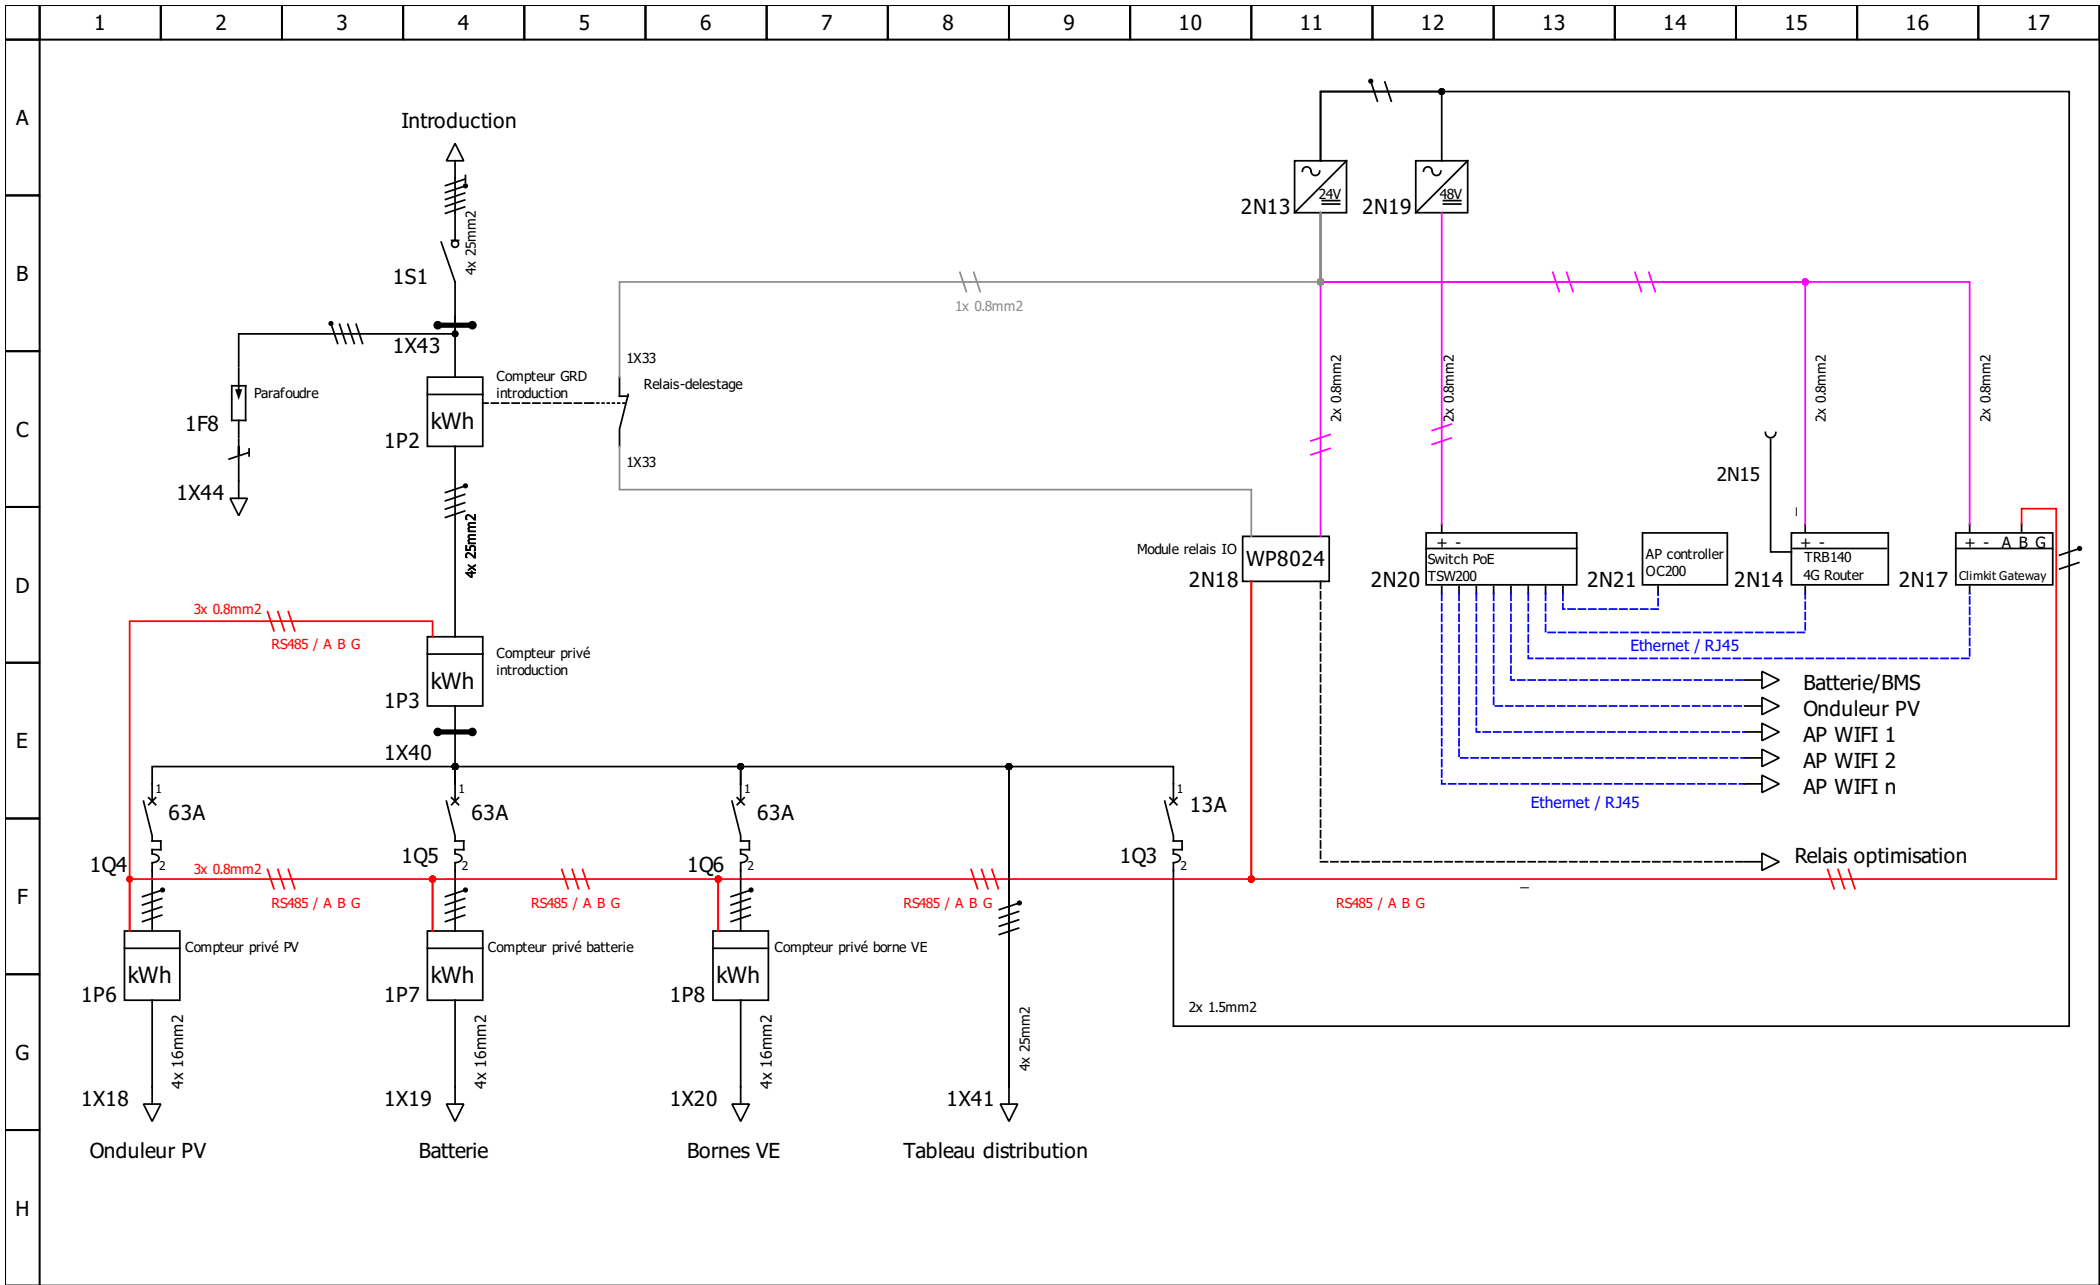 1 2 3 4 5 6 7 8 9 10 11 12 13 14 15 16 17
A
Introduction
4x 25mm2
24V
48V
2N13
2N19
B
1S1
1x 0.8mm2
1X43
C
1X33
Compteur GRD
introduction
Relais-delestage
Parafoudre
1F8
kWh
1P2
1X33
2x 0.8mm2
2x 0.8mm2
2x 0.8mm2
2x 0.8mm2
2N15
1X44
4x 25mm2
D
Module relais IO
WP8024
2N18
+ -
Switch PoE
TSW200
2N20
AP controller
OC200
2N21
+ -
TRB140
4G Router
2N14
+ - A B G
Climkit Gateway
2N17
3x 0.8mm2
RS485 / A B G
Compteur privé
introduction
kWh
1P3
Ethernet / RJ45
Batterie/BMS
Onduleur PV
AP WIFI 1
AP WIFI 2
AP WIFI n
Ethernet / RJ45
E
1X40
1
63A
1
63A
1
63A
1
13A
1Q4
2
1Q5
2
1Q6
2
1Q3
2
Relais optimisation
F
3x 0.8mm2
RS485 / A B G
RS485 / A B G
RS485 / A B G
RS485 / A B G
Compteur privé PV
Compteur privé batterie
Compteur privé borne VE
kWh
kWh
kWh
1P6
1P7
1P8
2x 1.5mm2
G
4x 16mm2
4x 16mm2
4x 16mm2
4x 25mm2
1X18
1X19
1X20
1X41
Onduleur PV
Batterie
Bornes VE
Tableau distribution
H